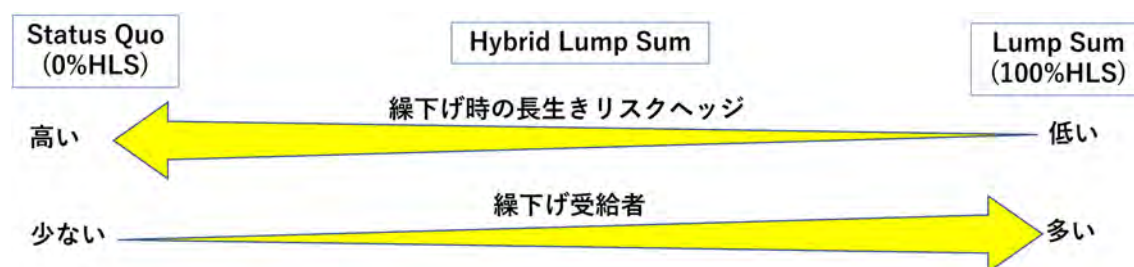 Status Quo
(0%HLS)
Hybrid Lump Sum
Lump Sum
(100%HLS)
繰下げ時の長生きリスクヘッジ
高い
低い
繰下げ受給者
少ない
多い